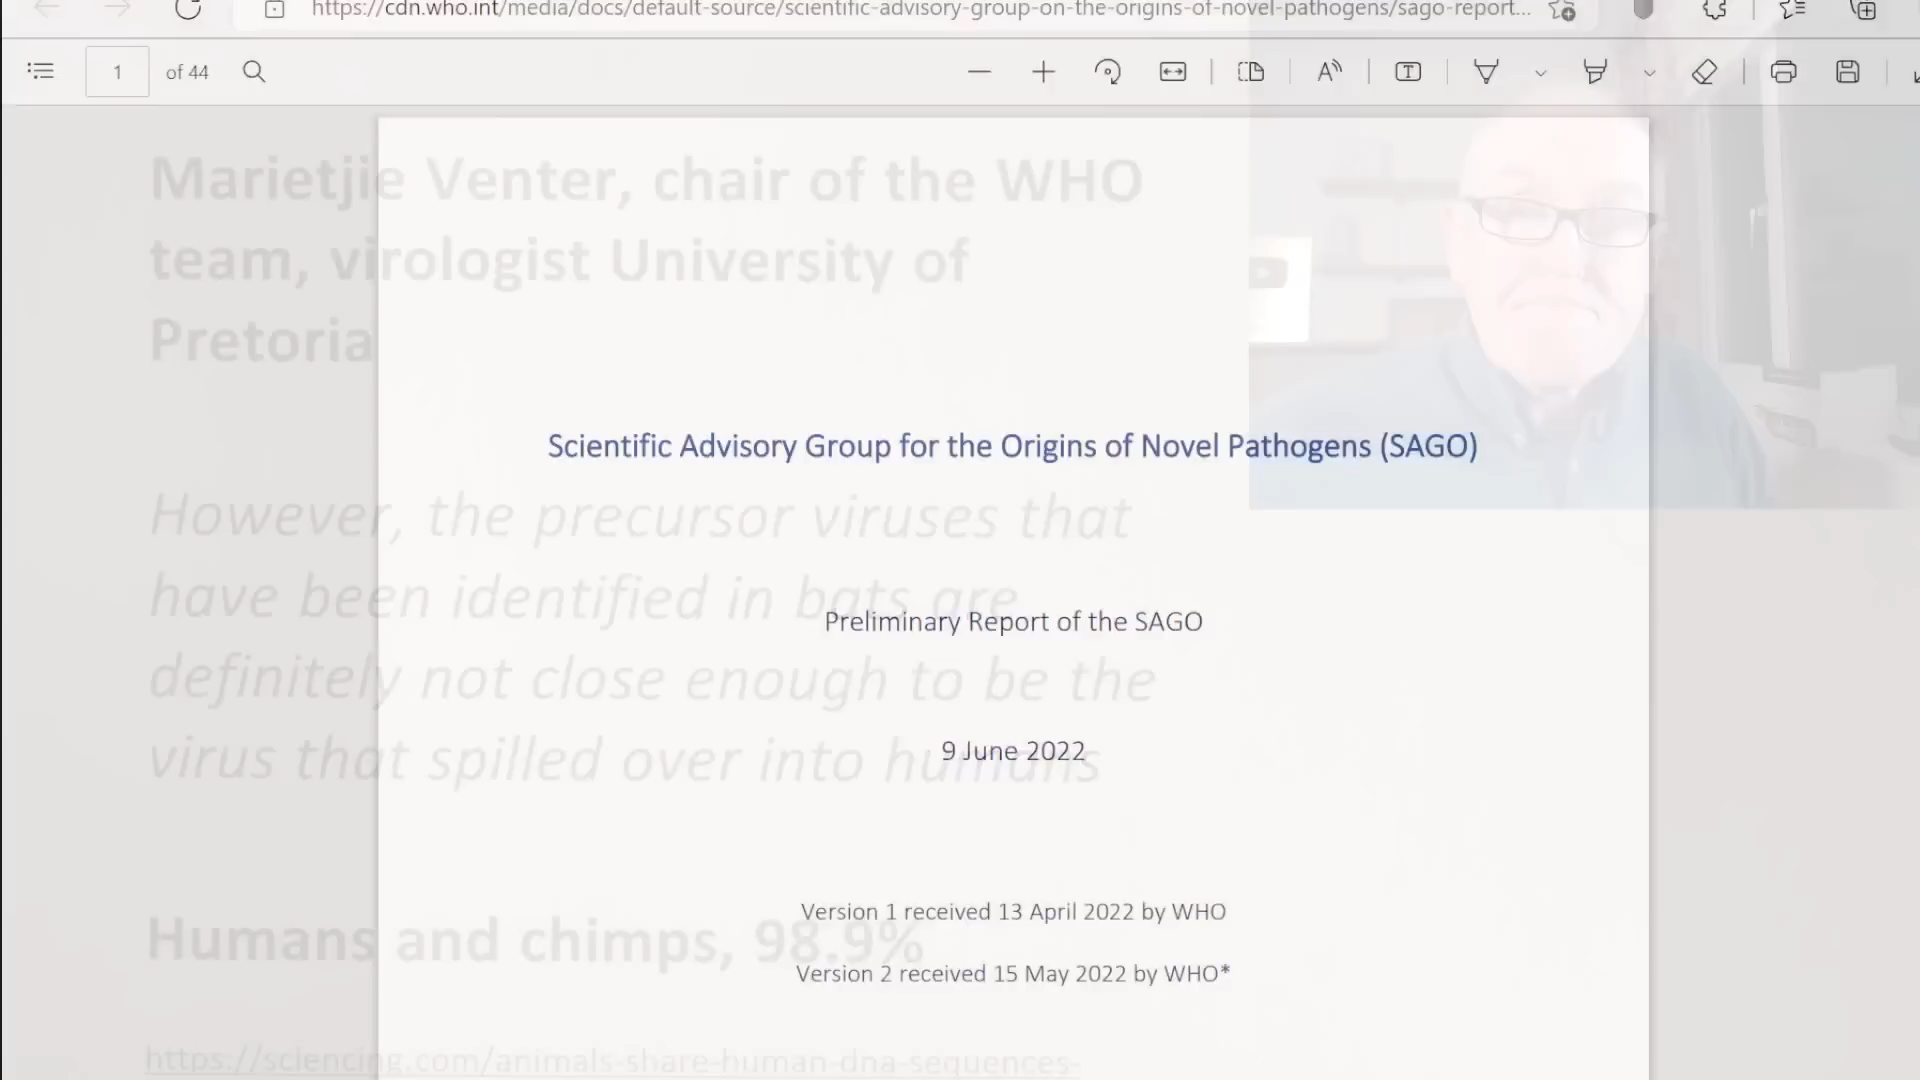 https://cdn.who.int/media/docs/default-source/scientific-advisory-group-on-the-origins-of-novel-pathogens/sago-report...
1 of 44
Marietjie Venter, chair of the WHO
team, virologist University of
Pretoria
Scientific Advisory Group for the Origins of Novel Pathogens (SAGO)
However, the precursor viruses that
have been identified in bats are
Preliminary Report of the SAGO
definitely not close enough to be the
virus that spilled over into humans
9 June 2022
Version 1 received 13 April 2022 by WHO
Humans and chimps, 98.9%
Version 2 received 15 May 2022 by WHO*
https://sciencing.com/animals-share-human-dna-sequences-